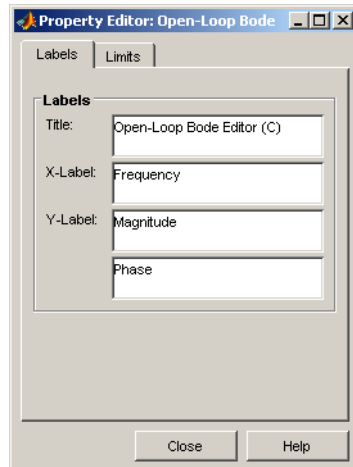 Property Editor: Open-Loop Bode
Labels Limits
Labels
Title: Open-Loop Bode Editor (C)
X-Label: Frequency
Y-Label: Magnitude
Phase
Close Help